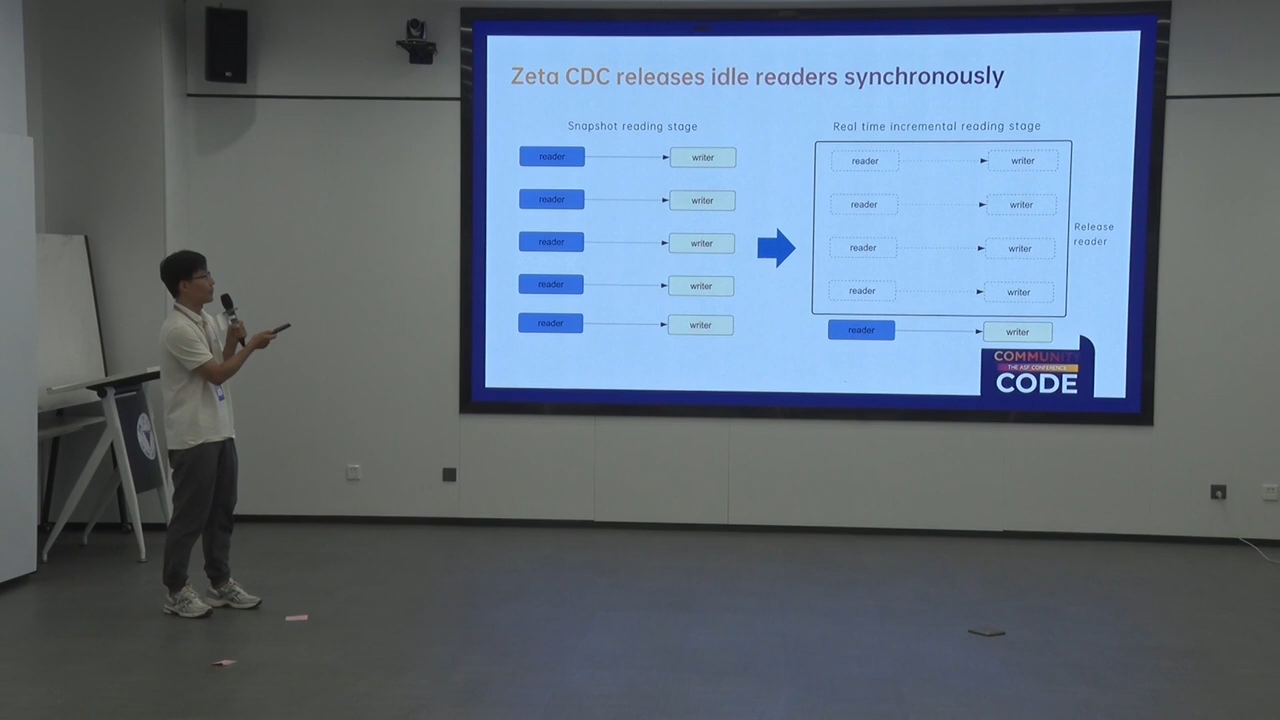 Zeta CDC releases idle readers synchronously
Snapshot reading stage
reader writer
reader writer
reader writer
reader writer
reader writer
Real time incremental reading stage
reader writer
reader writer
reader writer
reader writer
Release
reader
reader writer
COMMUNITY
THE ASF CONFERENCE
CODE